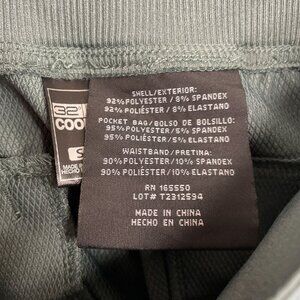 32
COO
S
MADE
HECHO
SHELL/EXTERIOR:
92% POLYESTER / 8% SPANDEX
92% POLIÉSTER / 8% ELASTANO
POCKET BAG/BOLSO DE BOLSILLO:
95% POLYESTER/5% SPANDEX
95% POLIÉSTER/5% ELASTANO
WAISTBAND/PRETINA:
90% POLYESTER/10% SPANDEX
90% POLIÉSTER/10% ELASTANO
RN 165550
LOT# T2312594
MADE IN CHINA
HECHO EN CHINA